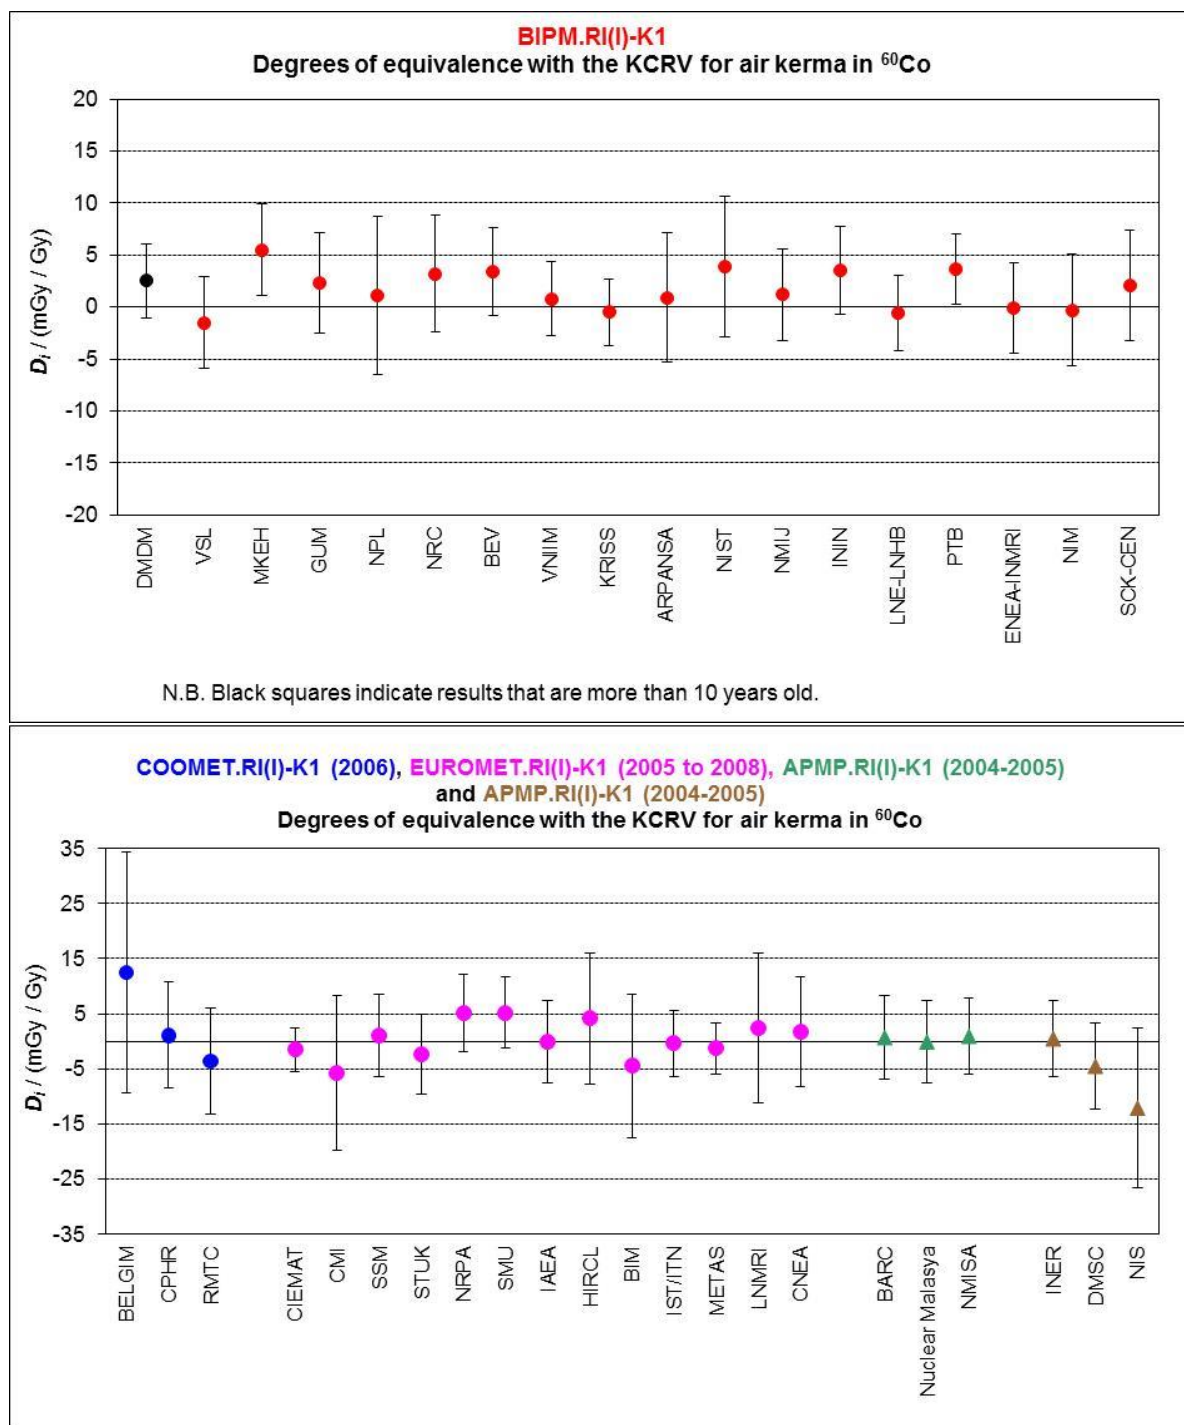 BIPM.RI(I)-K1
Degrees of equivalence with the KCRV for air kerma in ⁶⁰Co
D_i / (mGy / Gy)
20
15
10
5
0
-5
-10
-15
-20
DMDM
VSL
MKEH
GUM
NPL
NRC
BEV
VNIIM
KRISS
ARPANSA
NIST
NMIJ
ININ
LNE-LNHB
PTB
ENEA-INMRI
NIM
SCK-CEN
N.B. Black squares indicate results that are more than 10 years old.
COOMET.RI(I)-K1 (2006), EUROMET.RI(I)-K1 (2005 to 2008), APMP.RI(I)-K1 (2004-2005)
and APMP.RI(I)-K1 (2004-2005)
Degrees of equivalence with the KCRV for air kerma in ⁶⁰Co
D_i / (mGy / Gy)
35
25
15
5
-5
-15
-25
-35
BELGIM
CPHR
RMTC
CIEMAT
CMI
SSM
STUK
NRPA
SMU
IAEA
HIRCL
BIM
IST/ITN
METAS
LNMRI
CNEA
BARC
Nuclear Malasya
NMISA
INER
DMSC
NIS